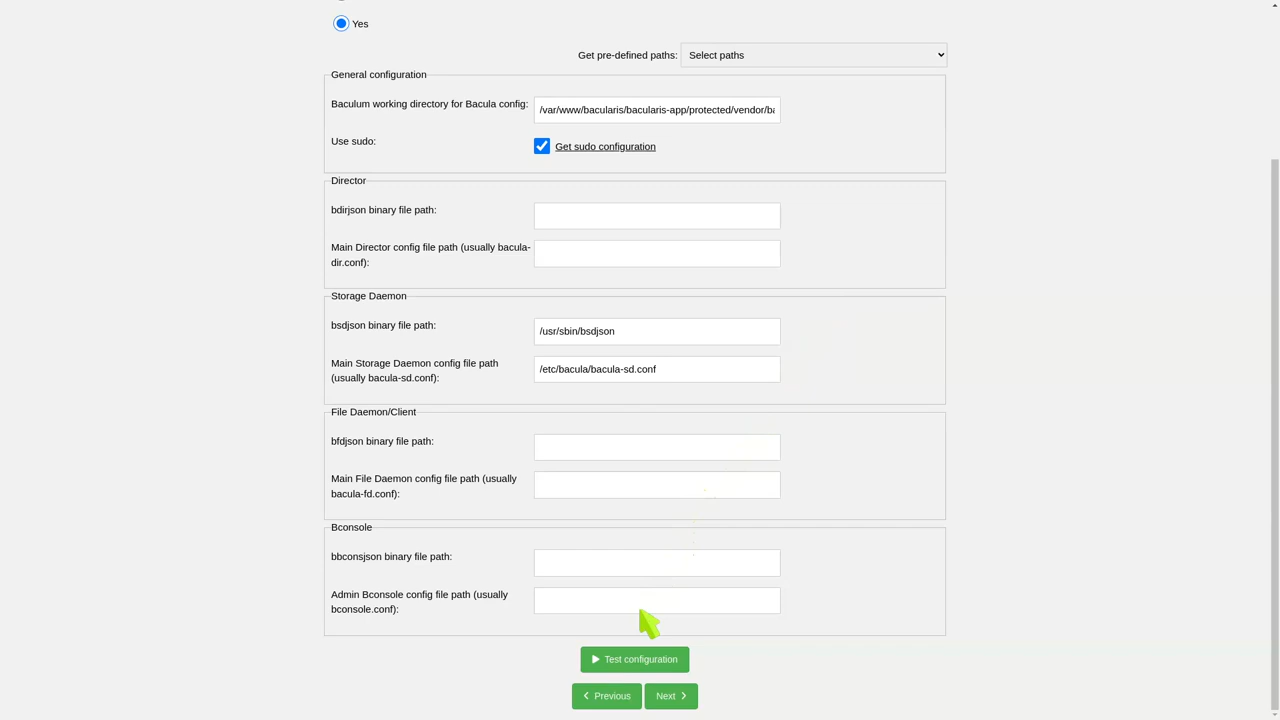 Yes
Get pre-defined paths: Select paths
General configuration
Baculum working directory for Bacula config: /var/www/bacularis/bacularis-app/protected/vendor/ba
Use sudo: Get sudo configuration
Director
bdirjson binary file path:
Main Director config file path (usually bacula-
dir.conf):
Storage Daemon
bsdjson binary file path: /usr/sbin/bsdjson
Main Storage Daemon config file path
(usually bacula-sd.conf): /etc/bacula/bacula-sd.conf
File Daemon/Client
bfdjson binary file path:
Main File Daemon config file path (usually
bacula-fd.conf):
Bconsole
bbconsjson binary file path:
Admin Bconsole config file path (usually
bconsole.conf):
Test configuration
Previous Next